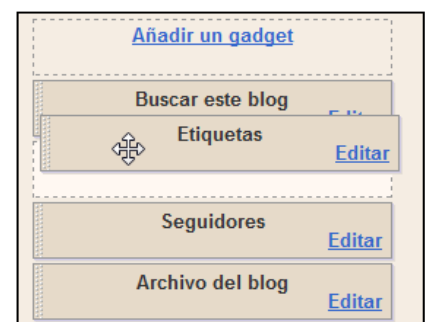 Añadir un gadget
Buscar este blog
Etiquetas
Editar
Seguidores
Editar
Archivo del blog
Editar